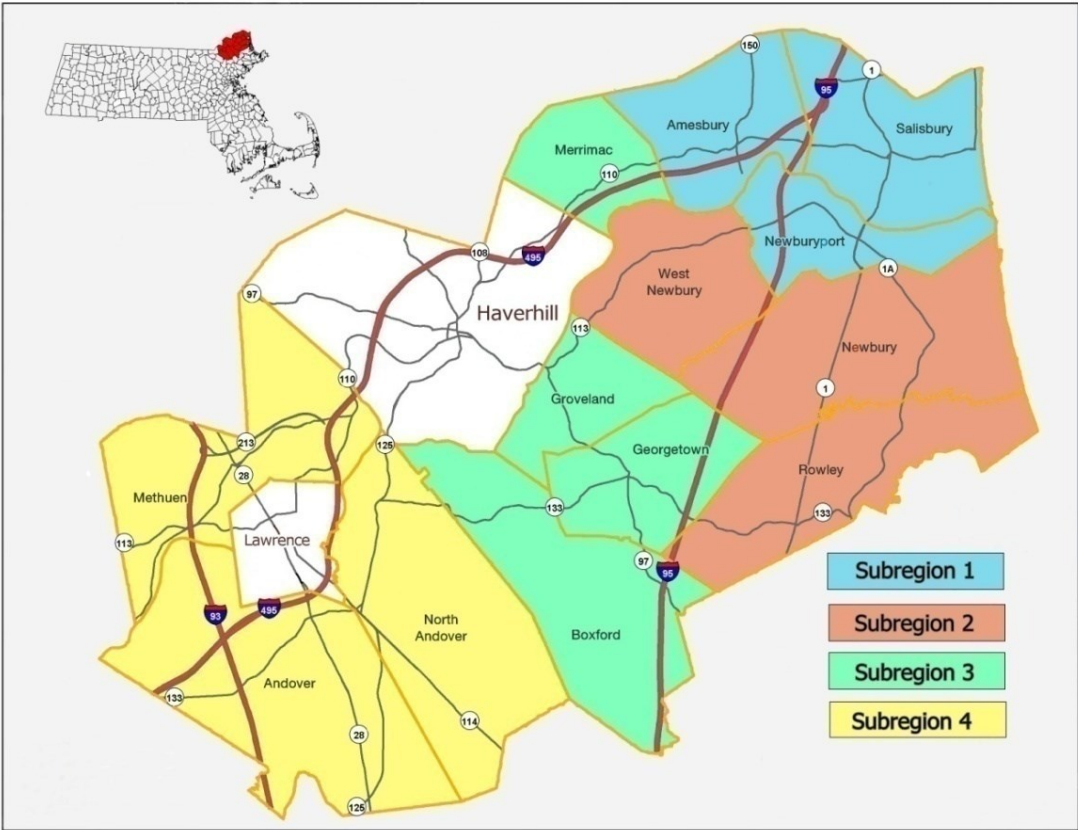 150
1
95
Amesbury
Salisbury
Merrimac
110
Newburyport
108
495
1A
West
Newbury
97
Haverhill
113
Newbury
110
1
Groveland
213
125
Georgetown
28
Rowley
Methuen
133
133
113
Lawrence
97
95
Subregion 1
93
495
North
Andover
Boxford
Subregion 2
Subregion 3
Andover
133
114
Subregion 4
28
125